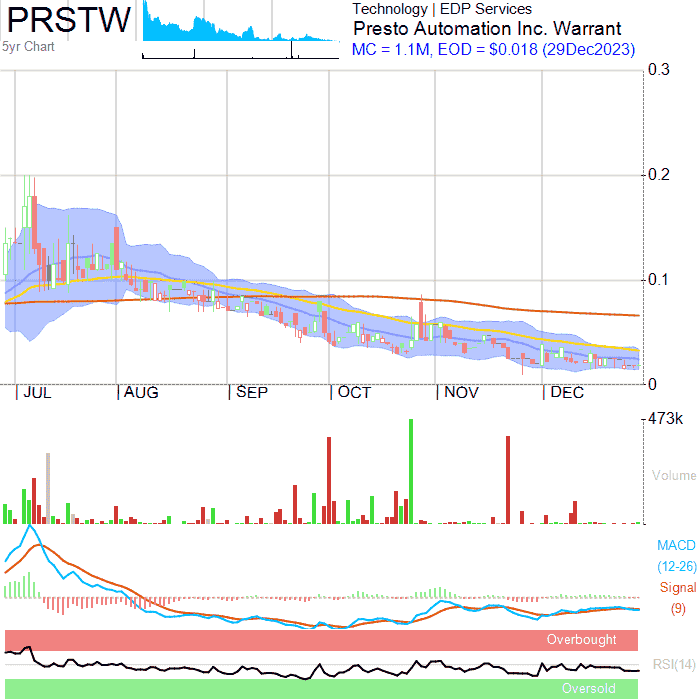 PRSTW
5yr Chart
Technology | EDP Services
Presto Automation Inc. Warrant
MC = 1.1M, EOD = $0.018 (29Dec2023)
0.3
0.2
0.1
0
JUL AUG SEP OCT NOV DEC
473k
Volume
MACD
(12-26)
Signal
(9)
Overbought
RSI(14)
Oversold